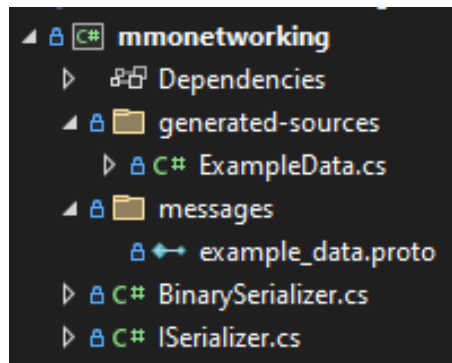 C# mmonetworking
Dependencies
generated-sources
C# ExampleData.cs
messages
example_data.proto
C# BinarySerializer.cs
C# ISerializer.cs